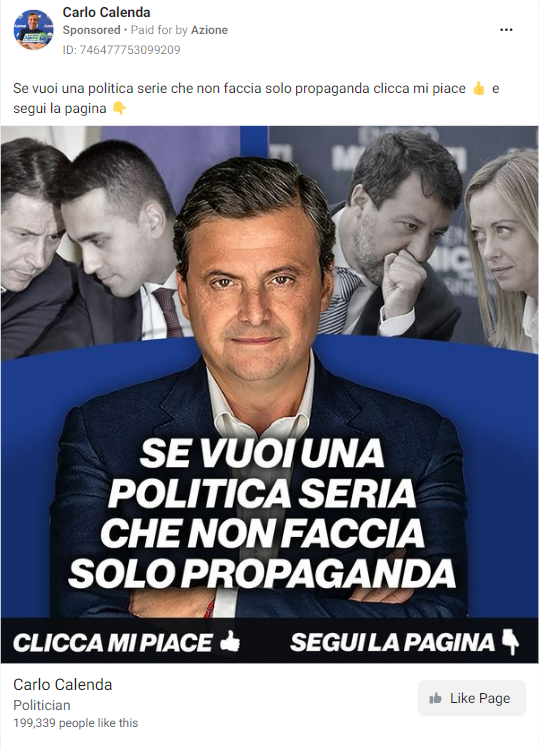 Carlo Calenda
Sponsored • Paid for by Azione
ID: 746477753099209
Se vuoi una politica serie che non faccia solo propaganda clicca mi piace 👍 e
segui la pagina 👇
SE VUOI UNA
POLITICA SERIA
CHE NON FACCIA
SOLO PROPAGANDA
CLICCA MI PIACE 👍 SEGUI LA PAGINA 👇
Carlo Calenda
Politician
199,339 people like this
Like Page